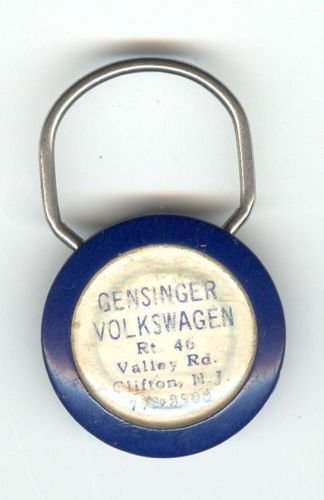 GENSINGER
VOLKSWAGEN
Rt. 46
Valley Rd.
Clifton, N.J.